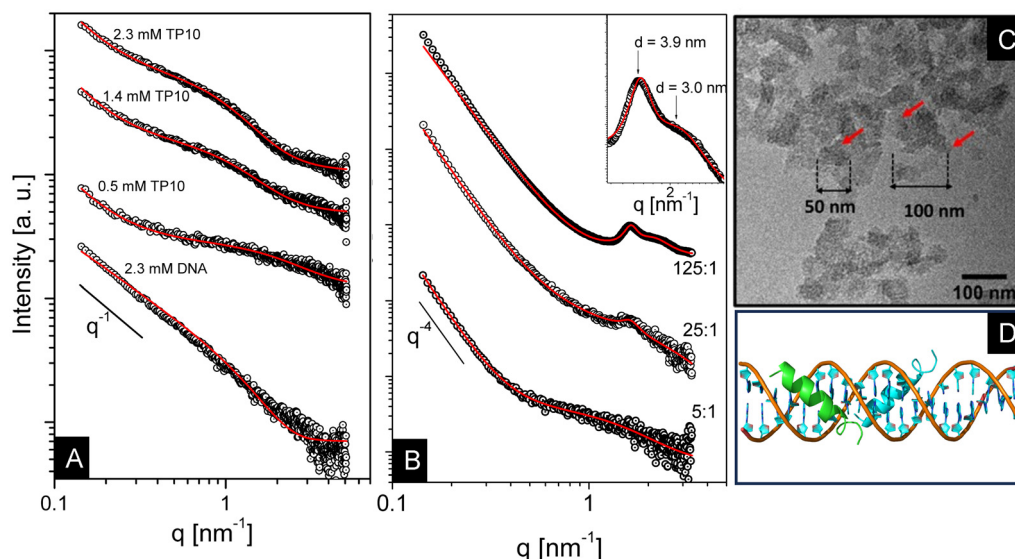 Intensity [a. u.]
2.3 mM TP10
1.4 mM TP10
0.5 mM TP10
2.3 mM DNA
q-1
A
0.1
1
q [nm-1]
d = 3.9 nm
d = 3.0 nm
2
q [nm-1]
125:1
25:1
q-4
5:1
B
0.1
1
5
q [nm-1]
C
50 nm
100 nm
100 nm
D